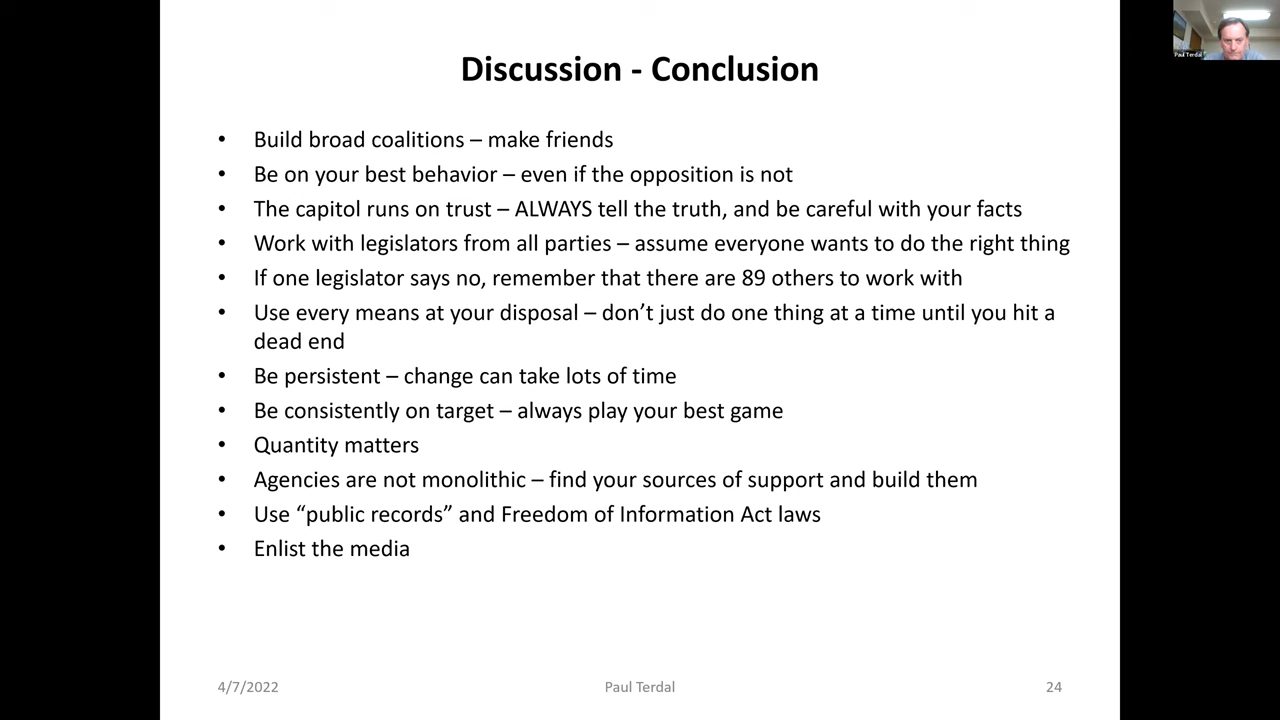 Discussion - Conclusion
Paul Terdal
• Build broad coalitions – make friends
• Be on your best behavior – even if the opposition is not
• The capitol runs on trust – ALWAYS tell the truth, and be careful with your facts
• Work with legislators from all parties – assume everyone wants to do the right thing
• If one legislator says no, remember that there are 89 others to work with
• Use every means at your disposal – don’t just do one thing at a time until you hit a
dead end
• Be persistent – change can take lots of time
• Be consistently on target – always play your best game
• Quantity matters
• Agencies are not monolithic – find your sources of support and build them
• Use “public records” and Freedom of Information Act laws
• Enlist the media
4/7/2022
Paul Terdal
24